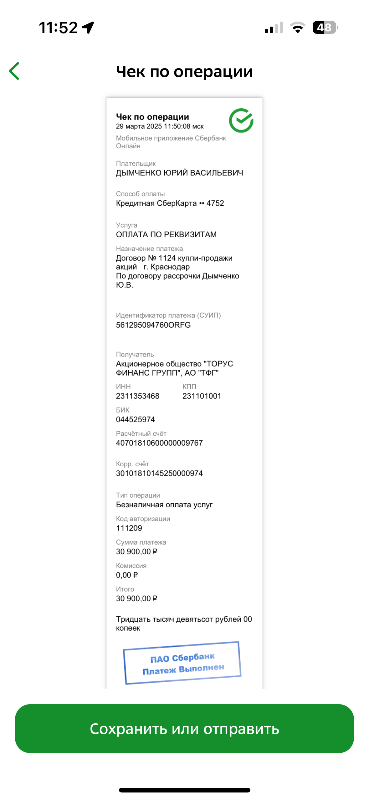 11:52
48
Чек по операции
Чек по операции
29 марта 2025 11:50:08 мск
Мобильное приложение Сбербанк
Онлайн
Плательщик
ДЫМЧЕНКО ЮРИЙ ВАСИЛЬЕВИЧ
Способ оплаты
Кредитная СберКарта •• 4752
Услуга
ОПЛАТА ПО РЕКВИЗИТАМ
Назначение платежа
Договор № 1124 купли-продажи
акций г. Краснодар
По договору рассрочки Дымченко
Ю.В.
Идентификатор платежа (СУИП)
561295094760ORFG
Получатель
Акционерное общество "ТОРУС
ФИНАНС ГРУПП", АО "ТФГ"
ИНН КПП
2311353468 231101001
БИК
044525974
Расчётный счёт
40701810600000009767
Корр. счёт
30101810145250000974
Тип операции
Безналичная оплата услуг
Код авторизации
111209
Сумма платежа
30 900,00 ₽
Комиссия
0,00 ₽
Итого
30 900,00 ₽
Тридцать тысяч девятьсот рублей 00
копеек
ПАО Сбербанк
Платеж Выполнен
Сохранить или отправить